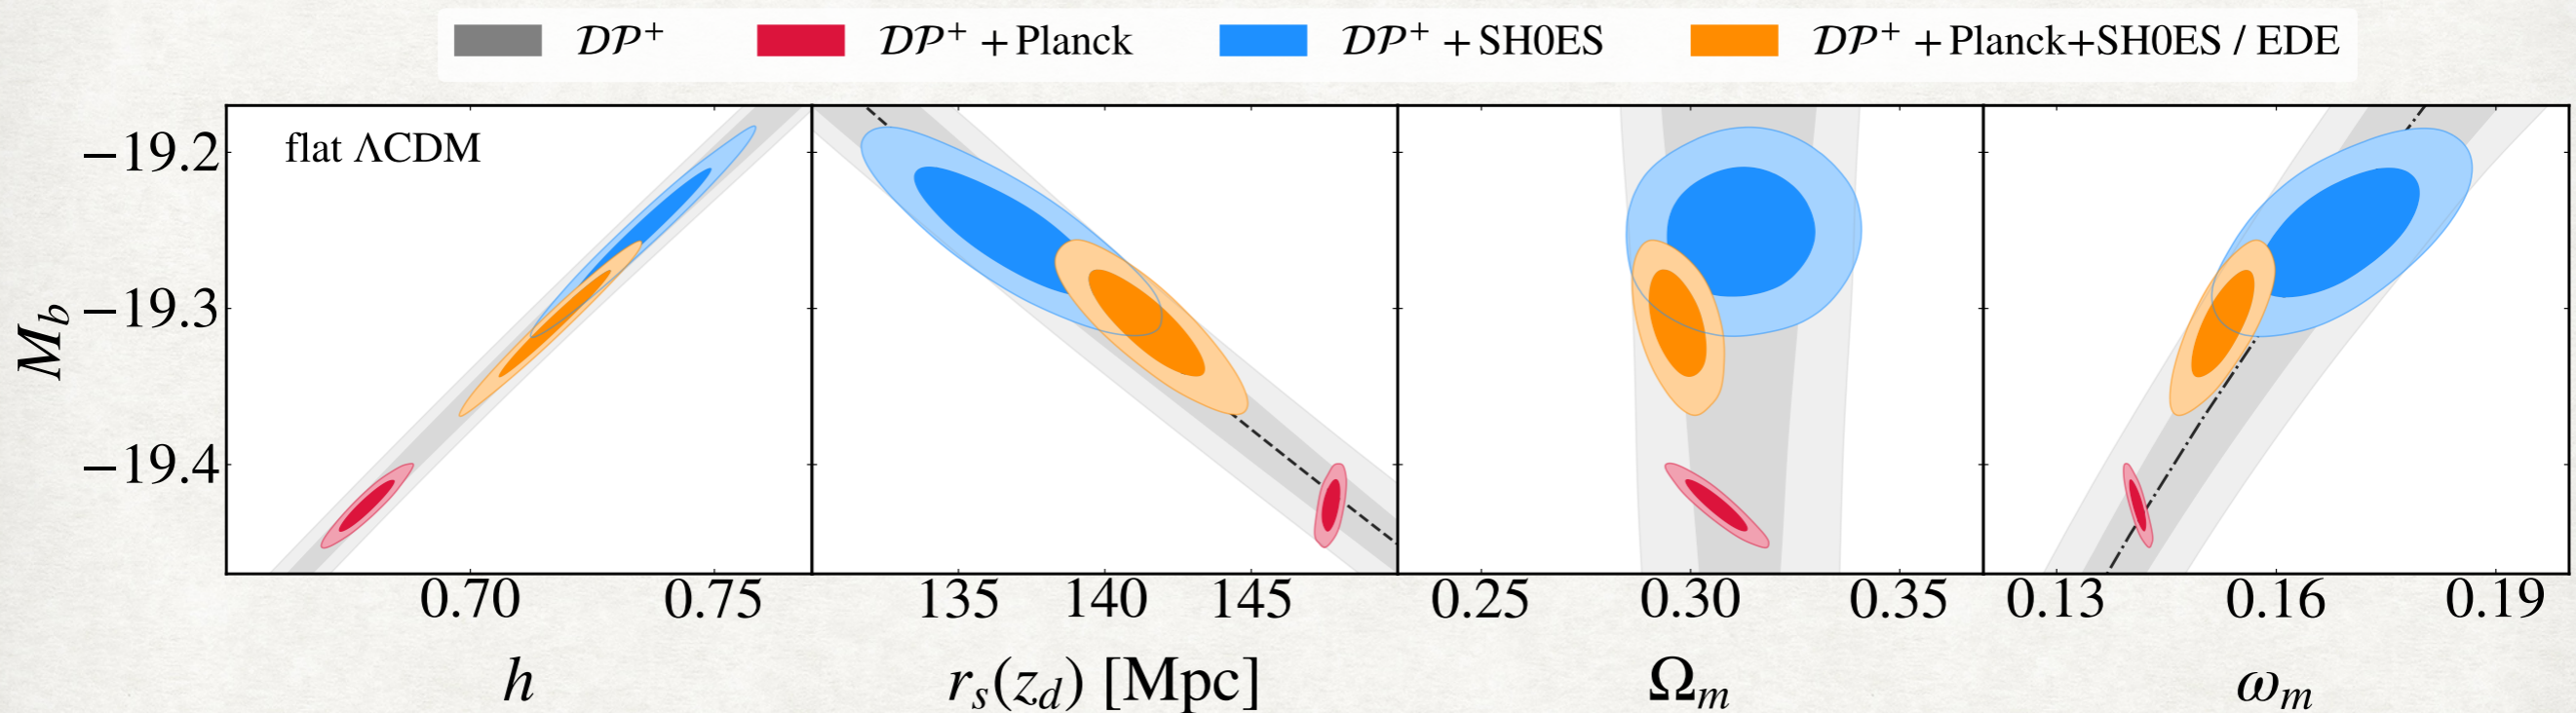 𝒟𝒫⁺ 𝒟𝒫⁺ + Planck 𝒟𝒫⁺ + SH0ES 𝒟𝒫⁺ + Planck+SH0ES / EDE
flat ΛCDM
−19.2
−19.3
−19.4
M_b
0.70 0.75 135 140 145 0.25 0.30 0.35 0.13 0.16 0.19
h r_s(z_d) [Mpc] Ω_m ω_m